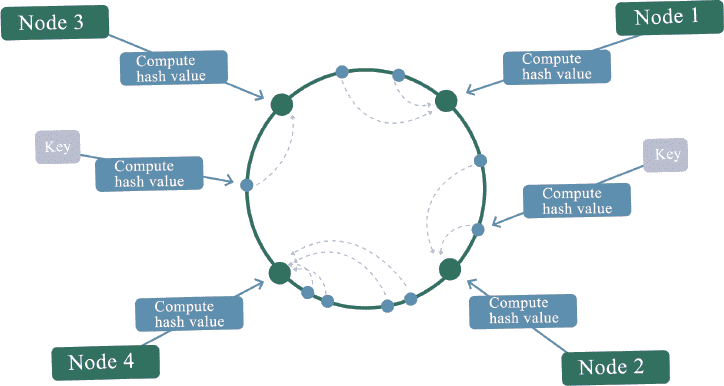 Node 3
Node 1
Compute
hash value
Compute
hash value
Key
Key
Compute
hash value
Compute
hash value
Compute
hash value
Compute
hash value
Node 4
Node 2